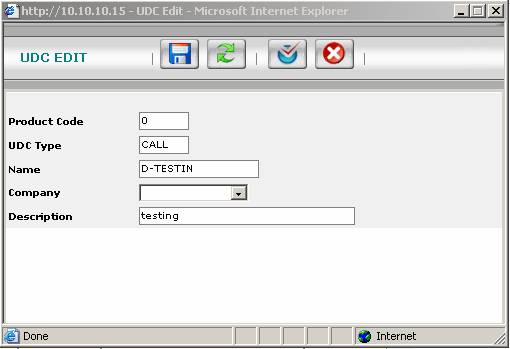 http://10.10.10.15 - UDC Edit - Microsoft Internet Explorer
UDC EDIT
Product Code 0
UDC Type CALL
Name D-TESTIN
Company
Description testing
Done Internet